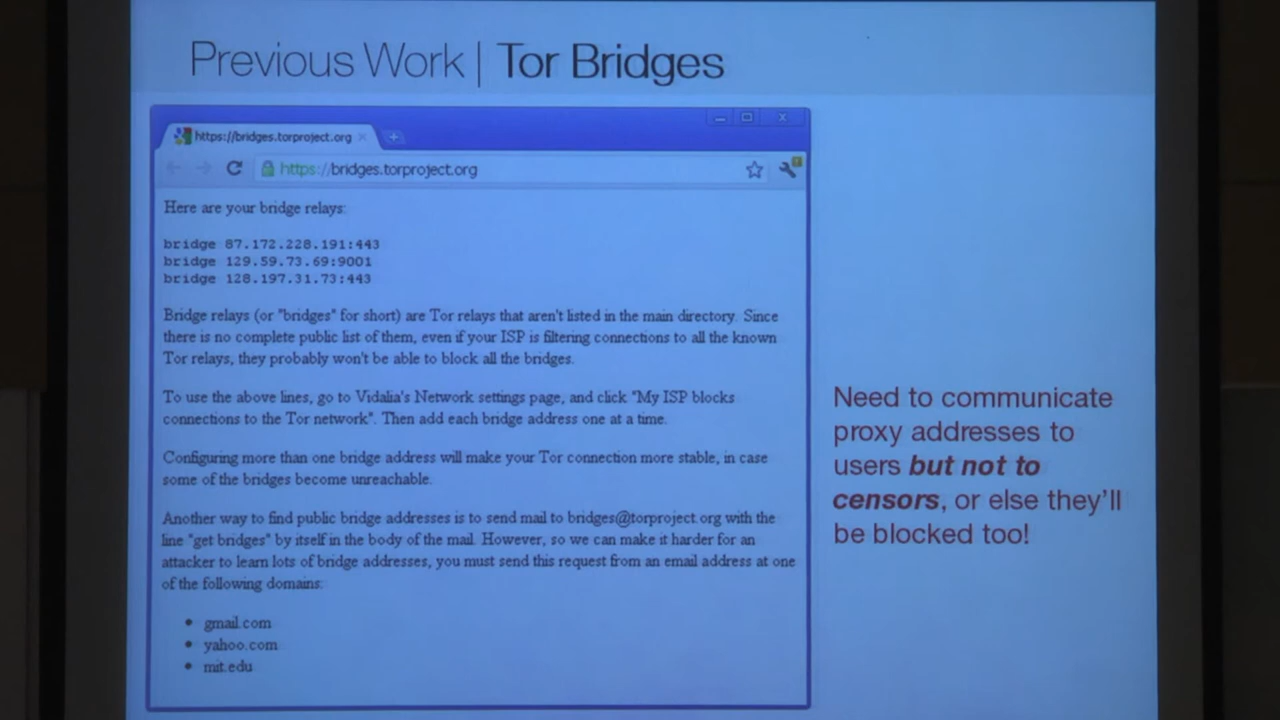 Previous Work | Tor Bridges
https://bridges.torproject.org
https://bridges.torproject.org
Here are your bridge relays:
bridge 87.172.228.191:443
bridge 129.59.73.69:9001
bridge 128.197.31.73:443
Bridge relays (or "bridges" for short) are Tor relays that aren't listed in the main directory. Since
there is no complete public list of them, even if your ISP is filtering connections to all the known
Tor relays, they probably won't be able to block all the bridges.
To use the above lines, go to Vidalia's Network settings page, and click "My ISP blocks
connections to the Tor network". Then add each bridge address one at a time.
Configuring more than one bridge address will make your Tor connection more stable, in case
some of the bridges become unreachable.
Another way to find public bridge addresses is to send mail to bridges@torproject.org with the
line "get bridges" by itself in the body of the mail. However, so we can make it harder for an
attacker to learn lots of bridge addresses, you must send this request from an email address at one
of the following domains:
• gmail.com
• yahoo.com
• mit.edu
Need to communicate
proxy addresses to
users but not to
censors, or else they'll
be blocked too!